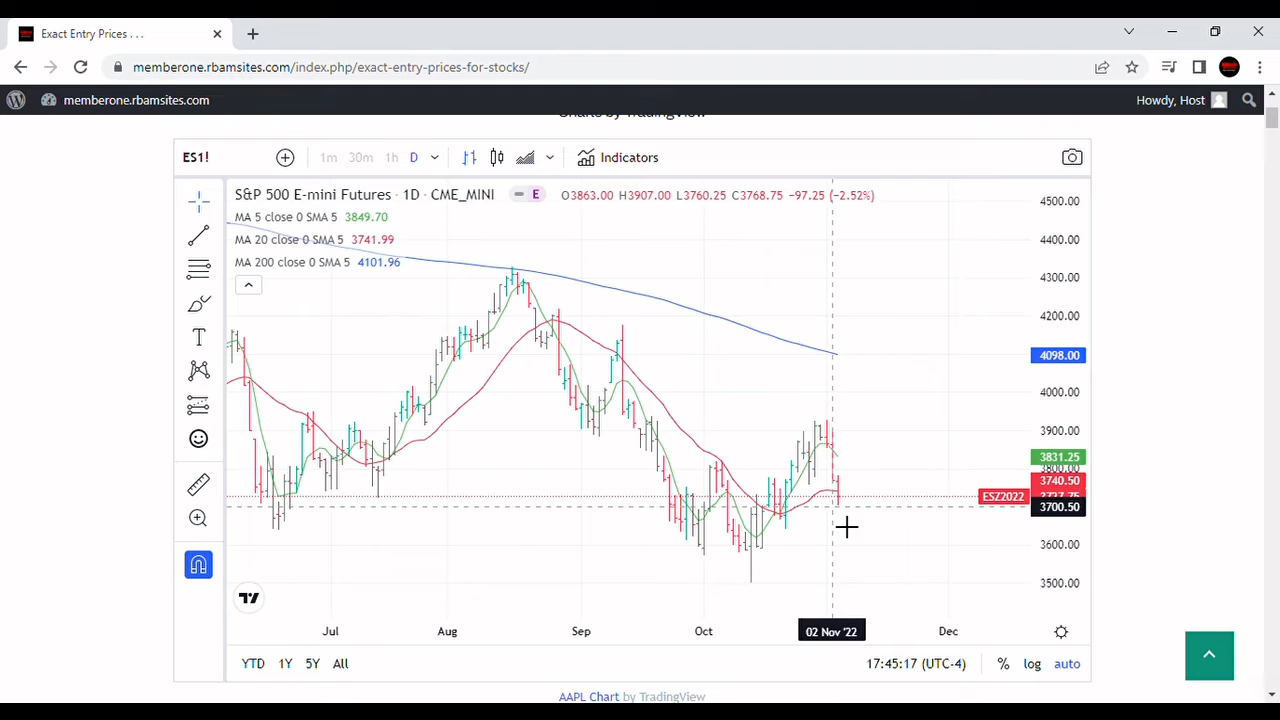 Exact Entry Prices . . .
memberone.rbamsites.com/index.php/exact-entry-prices-for-stocks/
memberone.rbamsites.com
Howdy, Host
Charts by TradingView
ES1!
1m 30m 1h D
Indicators
S&P 500 E-mini Futures · 1D · CME_MINI
E
O3863.00 H3907.00 L3760.25 C3768.75 −97.25 (−2.52%)
MA 5 close 0 SMA 5 3849.70
MA 20 close 0 SMA 5 3741.99
MA 200 close 0 SMA 5 4101.96
4500.00
4400.00
4300.00
4200.00
4098.00
4000.00
3900.00
3831.25
3800.00
3740.50
ESZ2022
3700.50
3600.00
3500.00
T
Jul
Aug
Sep
Oct
02 Nov '22
Dec
YTD 1Y 5Y All
17:45:17 (UTC-4)
% log auto
AAPL Chart by TradingView